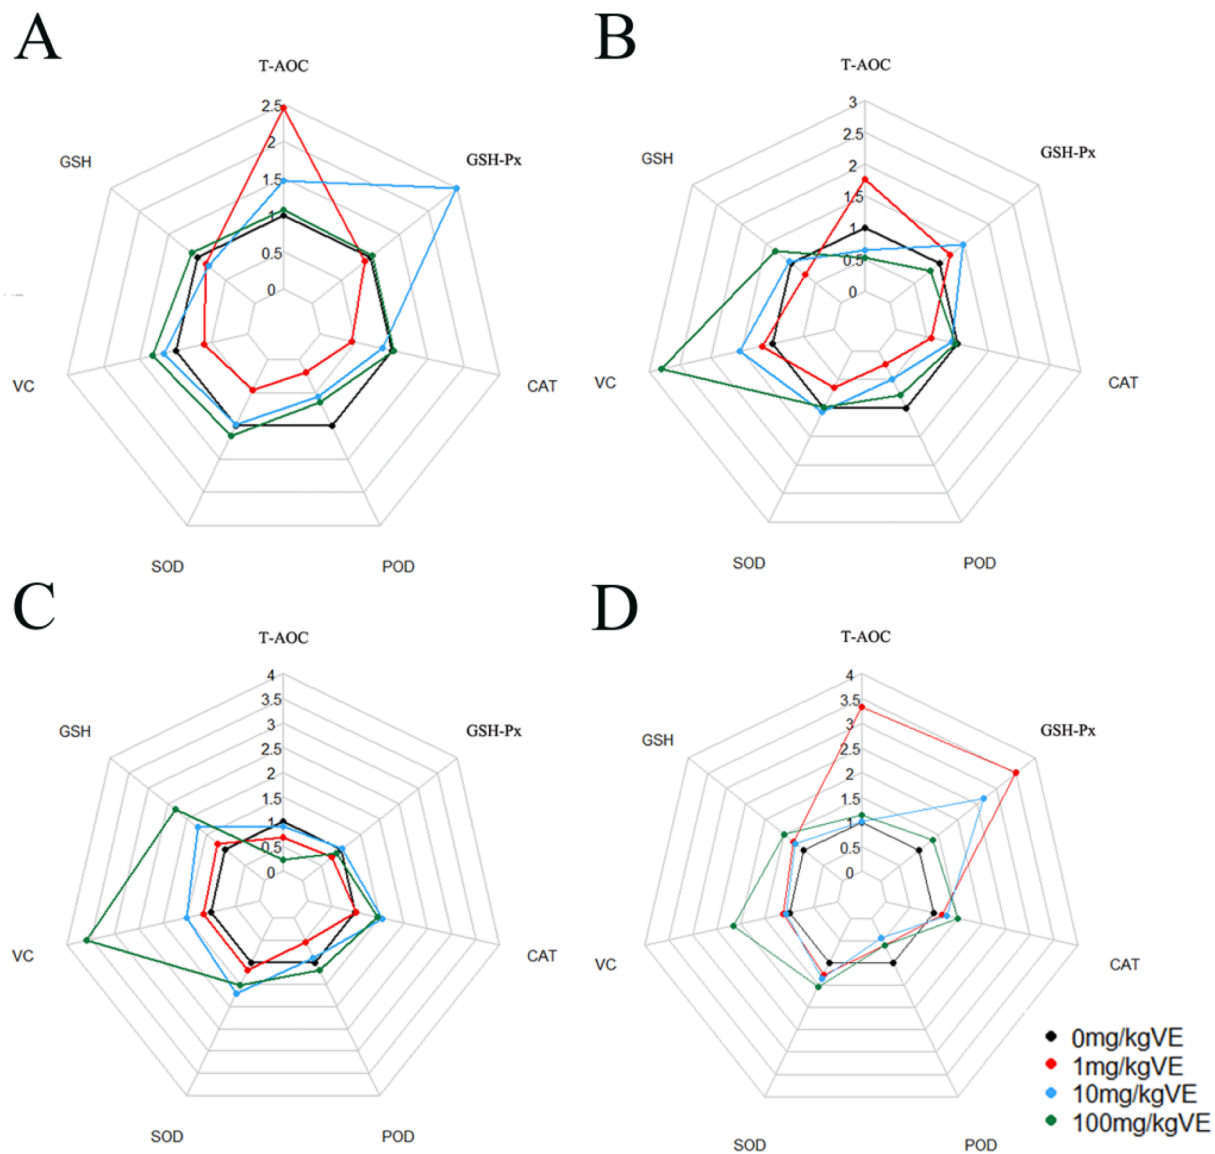 A
T-AOC
GSH
GSH-Px
2.5
2
1.5
1
0.5
0
VC
CAT
SOD
POD
B
T-AOC
GSH
GSH-Px
3
2.5
2
1.5
1
0.5
0
VC
CAT
SOD
POD
C
T-AOC
GSH
GSH-Px
4
3.5
3
2.5
2
1.5
1
0.5
0
VC
CAT
SOD
POD
D
T-AOC
GSH
GSH-Px
4
3.5
3
2.5
2
1.5
1
0.5
0
VC
CAT
SOD
POD
0mg/kgVE
1mg/kgVE
10mg/kgVE
100mg/kgVE